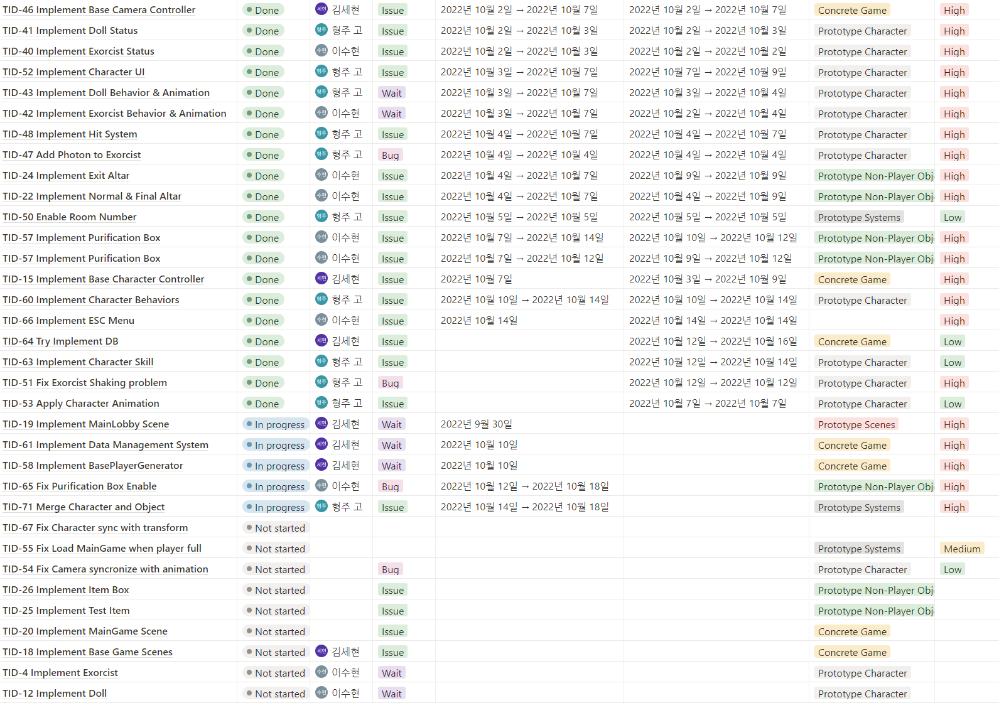 TID-46 Implement Base Camera Controller Done 세현 김세현 Issue 2022년 10월 2일 → 2022년 10월 7일 2022년 10월 2일 → 2022년 10월 7일 Concrete Game High
TID-41 Implement Doll Status Done 형주 형주 고 Issue 2022년 10월 2일 → 2022년 10월 3일 2022년 10월 2일 → 2022년 10월 3일 Prototype Character High
TID-40 Implement Exorcist Status Done 수현 이수현 Issue 2022년 10월 2일 → 2022년 10월 3일 2022년 10월 2일 → 2022년 10월 2일 Prototype Character High
TID-52 Implement Character UI Done 형주 형주 고 Issue 2022년 10월 3일 → 2022년 10월 7일 2022년 10월 7일 → 2022년 10월 9일 Prototype Character High
TID-43 Implement Doll Behavior & Animation Done 형주 형주 고 Wait 2022년 10월 3일 → 2022년 10월 7일 2022년 10월 3일 → 2022년 10월 4일 Prototype Character High
TID-42 Implement Exorcist Behavior & Animation Done 수현 이수현 Wait 2022년 10월 3일 → 2022년 10월 7일 2022년 10월 2일 → 2022년 10월 4일 Prototype Character High
TID-48 Implement Hit System Done 형주 형주 고 Issue 2022년 10월 4일 → 2022년 10월 7일 2022년 10월 4일 → 2022년 10월 7일 Prototype Character High
TID-47 Add Photon to Exorcist Done 형주 형주 고 Bug 2022년 10월 4일 → 2022년 10월 4일 2022년 10월 4일 → 2022년 10월 4일 Prototype Character High
TID-24 Implement Exit Altar Done 수현 이수현 Issue 2022년 10월 4일 → 2022년 10월 7일 2022년 10월 9일 → 2022년 10월 9일 Prototype Non-Player Obj High
TID-22 Implement Normal & Final Altar Done 수현 이수현 Issue 2022년 10월 4일 → 2022년 10월 7일 2022년 10월 4일 → 2022년 10월 9일 Prototype Non-Player Obj High
TID-50 Enable Room Number Done 형주 형주 고 Issue 2022년 10월 5일 → 2022년 10월 5일 2022년 10월 5일 → 2022년 10월 5일 Prototype Systems Low
TID-57 Implement Purification Box Done 수현 이수현 Issue 2022년 10월 7일 → 2022년 10월 14일 2022년 10월 10일 → 2022년 10월 12일 Prototype Non-Player Obj High
TID-57 Implement Purification Box Done 수현 이수현 Issue 2022년 10월 7일 → 2022년 10월 12일 2022년 10월 9일 → 2022년 10월 12일 Prototype Non-Player Obj High
TID-15 Implement Base Character Controller Done 세현 김세현 Issue 2022년 10월 7일 2022년 10월 3일 → 2022년 10월 9일 Concrete Game High
TID-60 Implement Character Behaviors Done 형주 형주 고 Issue 2022년 10월 10일 → 2022년 10월 14일 2022년 10월 10일 → 2022년 10월 14일 Prototype Character High
TID-66 Implement ESC Menu Done 수현 이수현 Issue 2022년 10월 14일 2022년 10월 14일 → 2022년 10월 14일 High
TID-64 Try Implement DB Done 세현 김세현 Issue 2022년 10월 12일 → 2022년 10월 16일 Concrete Game Low
TID-63 Implement Character Skill Done 형주 형주 고 Issue 2022년 10월 12일 → 2022년 10월 14일 Prototype Character Low
TID-51 Fix Exorcist Shaking problem Done 형주 형주 고 Bug 2022년 10월 12일 → 2022년 10월 12일 Prototype Character High
TID-53 Apply Character Animation Done 형주 형주 고 Issue 2022년 10월 7일 → 2022년 10월 7일 Prototype Character Low
TID-19 Implement MainLobby Scene In progress 세현 김세현 Wait 2022년 9월 30일 Prototype Scenes High
TID-61 Implement Data Management System In progress 세현 김세현 Wait 2022년 10월 10일 Concrete Game High
TID-58 Implement BasePlayerGenerator In progress 세현 김세현 Wait 2022년 10월 10일 Concrete Game High
TID-65 Fix Purification Box Enable In progress 수현 이수현 Bug 2022년 10월 12일 → 2022년 10월 18일 Prototype Non-Player Obj High
TID-71 Merge Character and Object In progress 형주 형주 고 Issue 2022년 10월 14일 → 2022년 10월 18일 Prototype Systems High
TID-67 Fix Character sync with transform Not started
TID-55 Fix Load MainGame when player full Not started Prototype Systems Medium
TID-54 Fix Camera syncronize with animation Not started Bug Prototype Character Low
TID-26 Implement Item Box Not started Issue Prototype Non-Player Obj
TID-25 Implement Test Item Not started Issue Prototype Non-Player Obj
TID-20 Implement MainGame Scene Not started Issue Concrete Game
TID-18 Implement Base Game Scenes Not started 세현 김세현 Issue Concrete Game
TID-4 Implement Exorcist Not started 수현 이수현 Wait Prototype Character
TID-12 Implement Doll Not started 수현 이수현 Wait Prototype Character